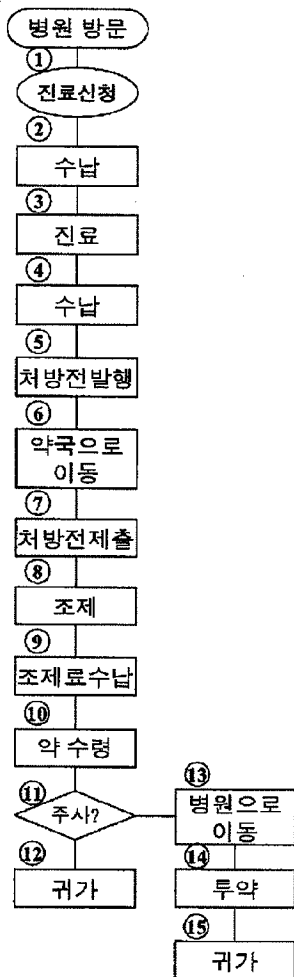 병원 방문
①
진료신청
②
수납
③
진료
④
수납
⑤
처방전발행
⑥
약국으로
이동
⑦
처방전제출
⑧
조제
⑨
조제료수납
⑩
약 수령
⑪
주사?
⑫
귀가
⑬
병원으로
이동
⑭
투약
⑮
귀가